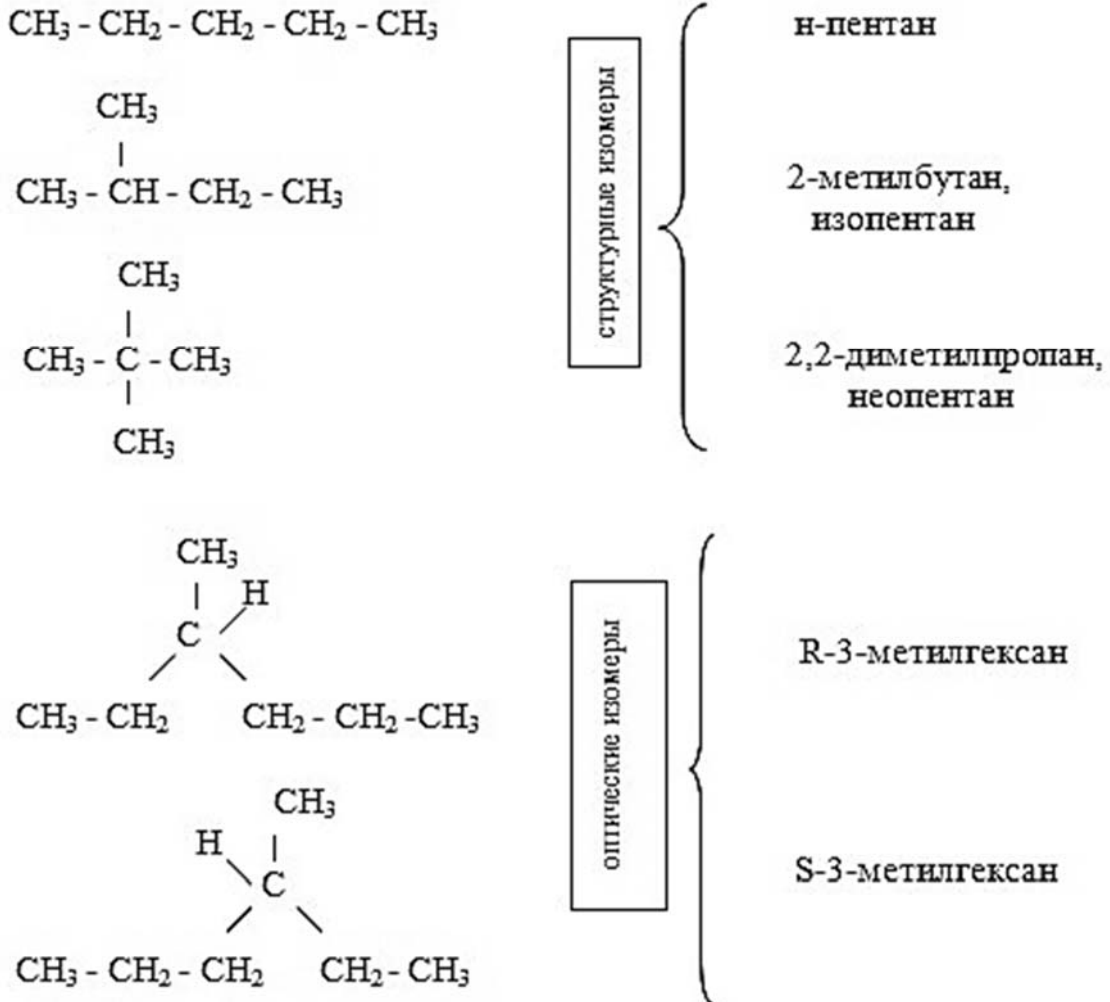 CH₃ - CH₂ - CH₂ - CH₂ - CH₃
н-пентан
CH₃
CH₃ - CH - CH₂ - CH₃
2-метилбутан,
изопентан
CH₃
CH₃ - C - CH₃
CH₃
2,2-диметилпропан,
неопентан
структурные изомеры
CH₃
H
C
CH₃ - CH₂
CH₂ - CH₂ - CH₃
R-3-метилгексан
CH₃
H
C
CH₃ - CH₂ - CH₂
CH₂ - CH₃
S-3-метилгексан
оптические изомеры